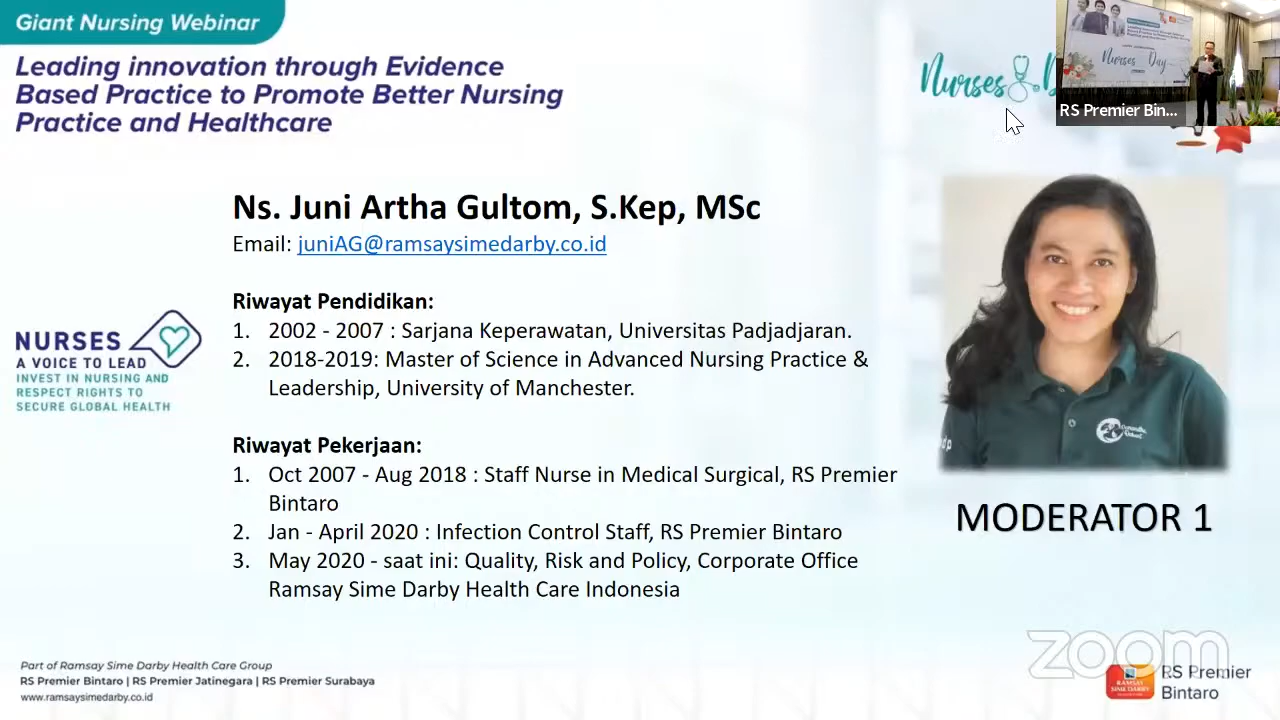 Giant Nursing Webinar
Leading innovation through Evidence
Based Practice to Promote Better Nursing
Practice and Healthcare
Nurses
RS Premier Bin...
Nurses Day
Ns. Juni Artha Gultom, S.Kep, MSc
Email: juniAG@ramsaysimedarby.co.id
Riwayat Pendidikan:
1. 2002 - 2007 : Sarjana Keperawatan, Universitas Padjadjaran.
2. 2018-2019: Master of Science in Advanced Nursing Practice &
Leadership, University of Manchester.
NURSES
A VOICE TO LEAD
INVEST IN NURSING AND
RESPECT RIGHTS TO
SECURE GLOBAL HEALTH
Riwayat Pekerjaan:
1. Oct 2007 - Aug 2018 : Staff Nurse in Medical Surgical, RS Premier
Bintaro
2. Jan - April 2020 : Infection Control Staff, RS Premier Bintaro
3. May 2020 - saat ini: Quality, Risk and Policy, Corporate Office
Ramsay Sime Darby Health Care Indonesia
MODERATOR 1
Part of Ramsay Sime Darby Health Care Group
RS Premier Bintaro | RS Premier Jatinegara | RS Premier Surabaya
www.ramsaysimedarby.co.id
zoom
RAMSAY
SIME DARBY
RS Premier
Bintaro